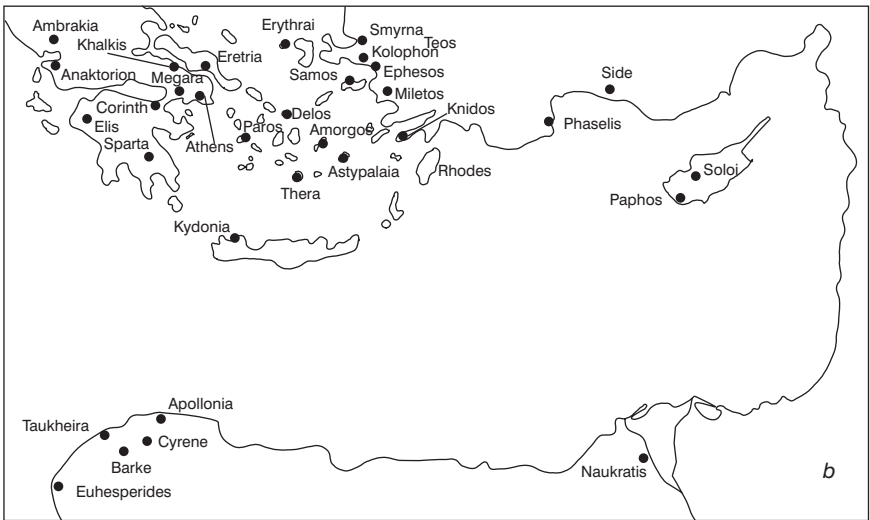 Ambrakia
Khalkis
Anaktorion
Megara
Eretria
Erythrai
Smyrna
Teos
Kolophon
Ephesos
Samos
Miletos
Corinth
Elis
Sparta
Athens
Paros
Delos
Amorgos
Knidos
Astypalaia
Thera
Rhodes
Side
Phaselis
Soloi
Paphos
Kydonia
Apollonia
Taukheira
Cyrene
Barke
Euhesperides
Naukratis
b